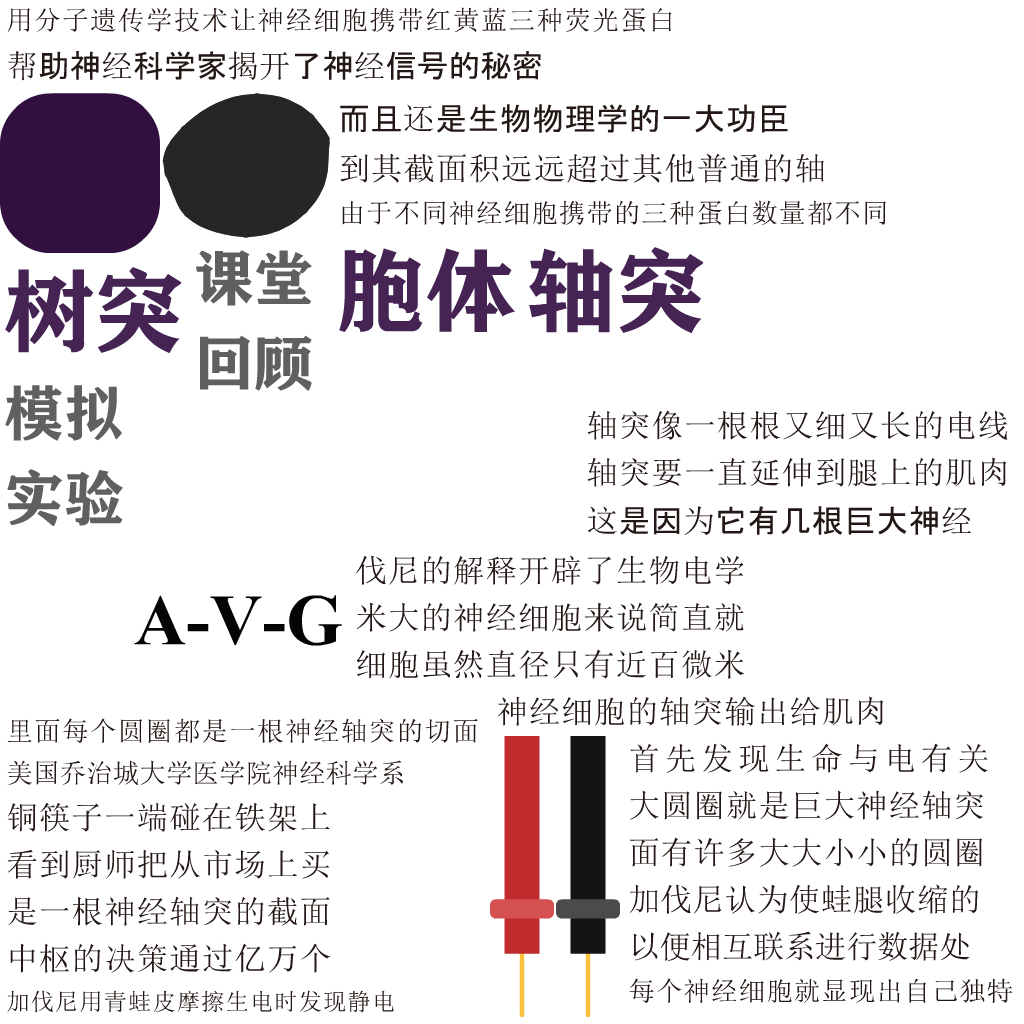 用分子遗传学技术让神经细胞携带红黄蓝三种荧光蛋白
帮助神经科学家揭开了神经信号的秘密
而且还是生物物理学的一大功臣
到其截面积远远超过其他普通的轴
由于不同神经细胞携带的三种蛋白数量都不同
树突
课堂
回顾
胞体 轴突
模拟
实验
轴突像一根根又细又长的电线
轴突要一直延伸到腿上的肌肉
这是因为它有几根巨大神经
伐尼的解释开辟了生物电学
A-V-G
米大的神经细胞来说简直就
细胞虽然直径只有近百微米
神经细胞的轴突输出给肌肉
里面每个圆圈都是一根神经轴突的切面
美国乔治城大学医学院神经科学系
铜筷子一端碰在铁架上
看到厨师把从市场上买
是一根神经轴突的截面
中枢的决策通过亿万个
加伐尼用青蛙皮摩擦生电时发现静电
首先发现生命与电有关
大圆圈就是巨大神经轴突
面有许多大大小小的圆圈
加伐尼认为使蛙腿收缩的
以便相互联系进行数据处
每个神经细胞就显现出自己独特